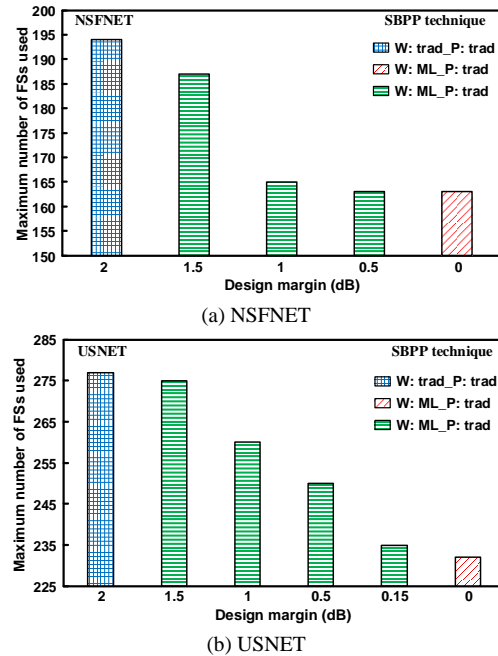 NSFNET SBPP technique
W: trad_P: trad
W: ML_P: trad
W: ML_P: trad
Maximum number of FSs used
200
195
190
185
180
175
170
165
160
155
150
2 1.5 1 0.5 0
Design margin (dB)
(a) NSFNET
USNET SBPP technique
W: trad_P: trad
W: ML_P: trad
W: ML_P: trad
Maximum number of FSs used
285
275
265
255
245
235
225
2 1.5 1 0.5 0.15 0
Design margin (dB)
(b) USNET